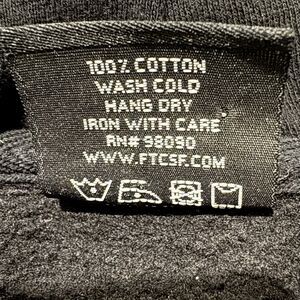 100% COTTON
WASH COLD
HANG DRY
IRON WITH CARE
RN# 98090
WWW.FTCSF.COM